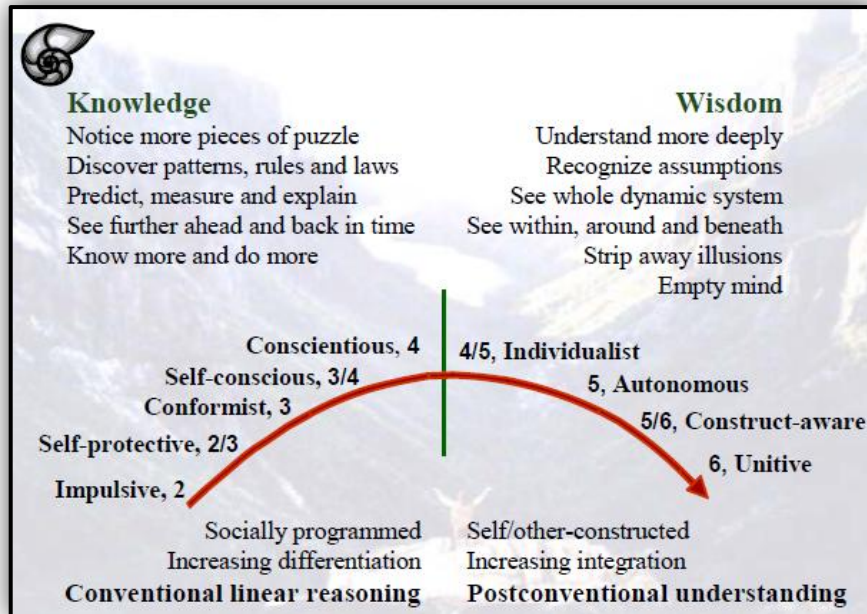 Knowledge
Notice more pieces of puzzle
Discover patterns, rules and laws
Predict, measure and explain
See further ahead and back in time
Know more and do more
Wisdom
Understand more deeply
Recognize assumptions
See whole dynamic system
See within, around and beneath
Strip away illusions
Empty mind
Conscientious, 4
Self-conscious, 3/4
Conformist, 3
Self-protective, 2/3
Impulsive, 2
4/5, Individualist
5, Autonomous
5/6, Construct-aware
6, Unitive
Socially programmed
Increasing differentiation
Conventional linear reasoning
Self/other-constructed
Increasing integration
Postconventional understanding